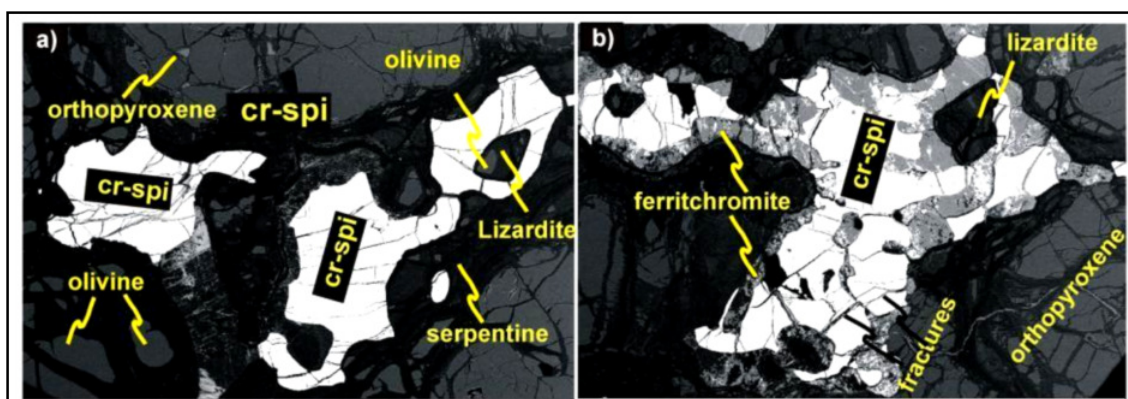 a)
olivine
orthopyroxene
cr-spi
cr-spi
cr-spi
Lizardite
olivine
serpentine
b)
lizardite
cr-spi
ferritchromite
fractures
orthopyroxene